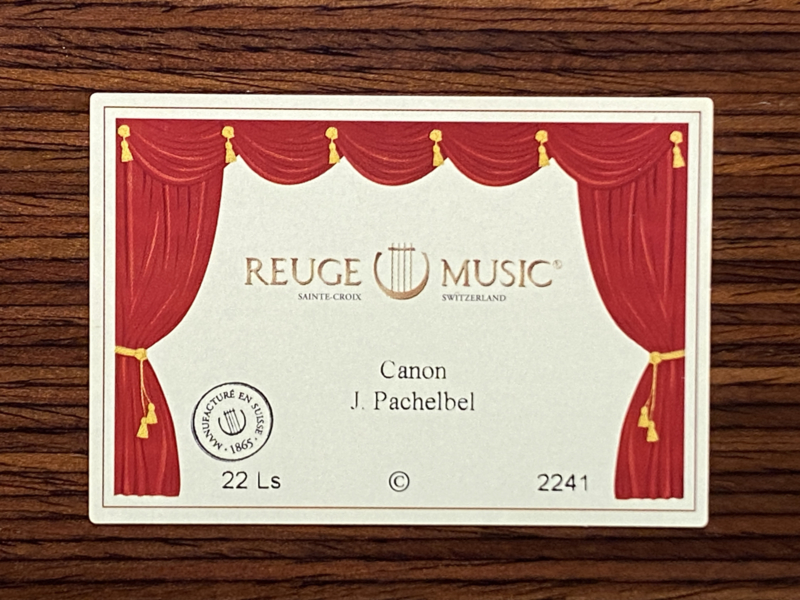 REUGE MUSIC®
SAINTE-CROIX SWITZERLAND
Canon
J. Pachelbel
MANUFACTURÉ EN SUISSE · 1865 ·
22 Ls © 2241